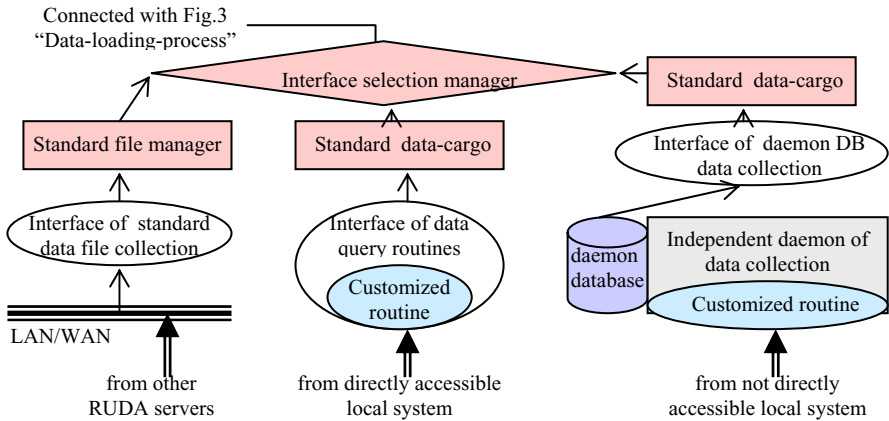 Connected with Fig.3
“Data-loading-process”
Interface selection manager
Standard data-cargo
Standard file manager
Standard data-cargo
Interface of daemon DB
data collection
Interface of standard
data file collection
Interface of data
query routines
Customized
routine
daemon
database
Independent daemon of
data collection
Customized routine
LAN/WAN
from other
RUDA servers
from directly accessible
local system
from not directly
accessible local system